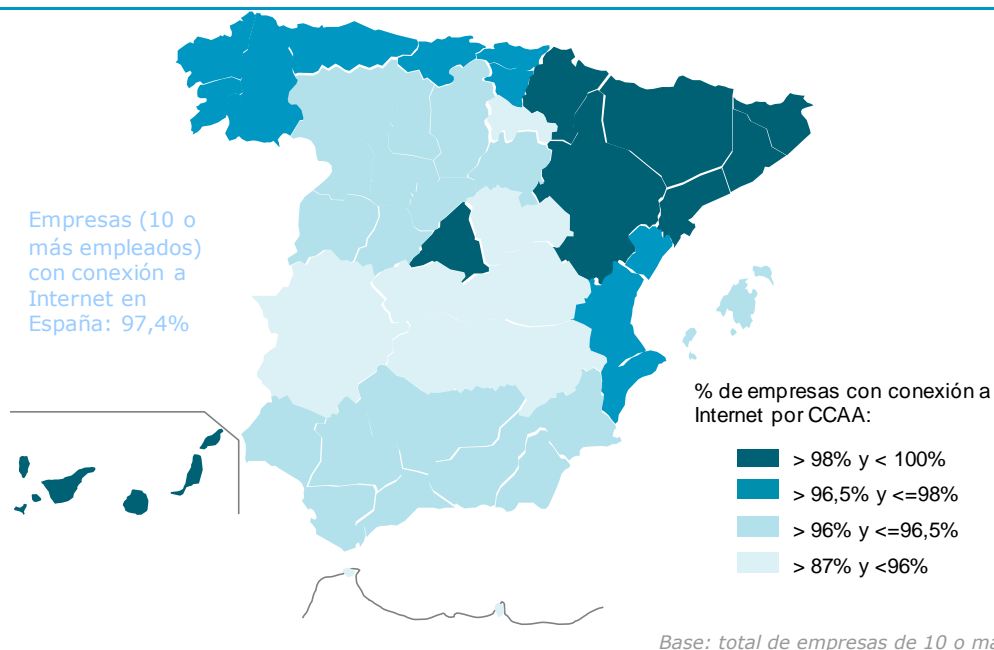 Empresas (10 o
más empleados)
con conexión a
Internet en
España: 97,4%
% de empresas con conexión a
Internet por CCAA:
> 98% y < 100%
> 96,5% y <=98%
> 96% y <=96,5%
> 87% y <96%
Base: total de empresas de 10 o má